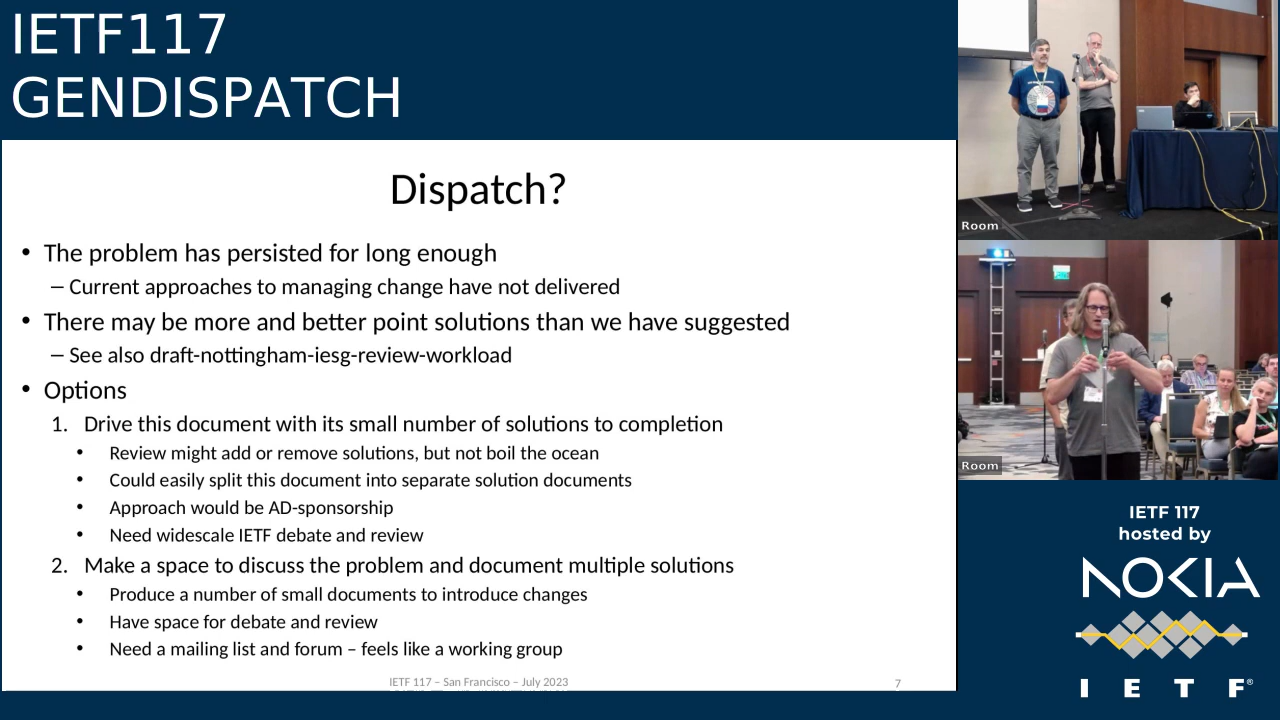 IETF117
GENDISPATCH
Dispatch?
• The problem has persisted for long enough
– Current approaches to managing change have not delivered
• There may be more and better point solutions than we have suggested
– See also draft-nottingham-iesg-review-workload
• Options
1. Drive this document with its small number of solutions to completion
• Review might add or remove solutions, but not boil the ocean
• Could easily split this document into separate solution documents
• Approach would be AD-sponsorship
• Need widescale IETF debate and review
2. Make a space to discuss the problem and document multiple solutions
• Produce a number of small documents to introduce changes
• Have space for debate and review
• Need a mailing list and forum – feels like a working group
IETF 117 – San Francisco – July 2023
7
Room
Room
IETF 117
hosted by
NOKIA
I E T F®